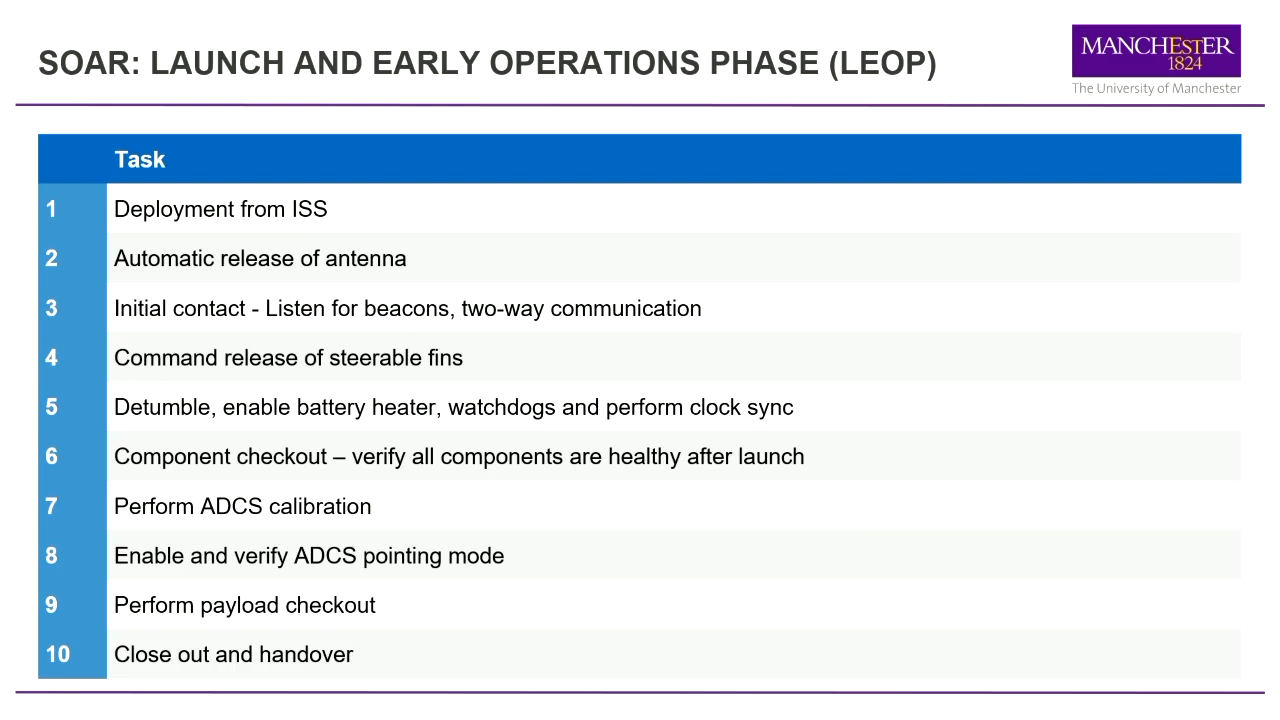 SOAR: LAUNCH AND EARLY OPERATIONS PHASE (LEOP)
MANCHESTER
1824
The University of Manchester
Task
1 Deployment from ISS
2 Automatic release of antenna
3 Initial contact - Listen for beacons, two-way communication
4 Command release of steerable fins
5 Detumble, enable battery heater, watchdogs and perform clock sync
6 Component checkout – verify all components are healthy after launch
7 Perform ADCS calibration
8 Enable and verify ADCS pointing mode
9 Perform payload checkout
10 Close out and handover